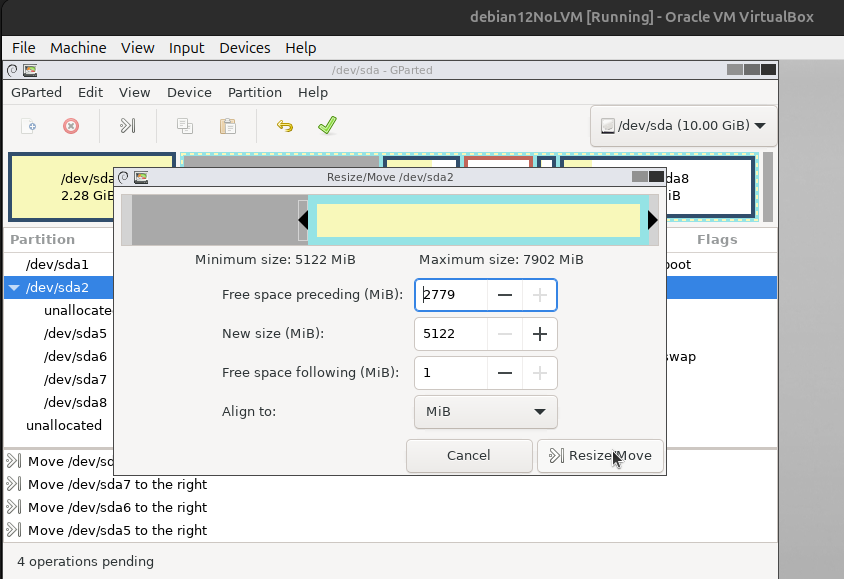 debian12NoLVM [Running] - Oracle VM VirtualBox
File Machine View Input Devices Help
/dev/sda - GParted
GParted Edit View Device Partition Help
/dev/sda (10.00 GiB)
/dev/sda
2.28 GiB
da8
iB
Resize/Move /dev/sda2
Minimum size: 5122 MiB Maximum size: 7902 MiB
Free space preceding (MiB): 2779
New size (MiB): 5122
Free space following (MiB): 1
Align to: MiB
Cancel Resize/Move
Partition Flags
/dev/sda1 boot
/dev/sda2
unallocate
/dev/sda5
/dev/sda6 swap
/dev/sda7
/dev/sda8
unallocated
Move /dev/sd
Move /dev/sda7 to the right
Move /dev/sda6 to the right
Move /dev/sda5 to the right
4 operations pending